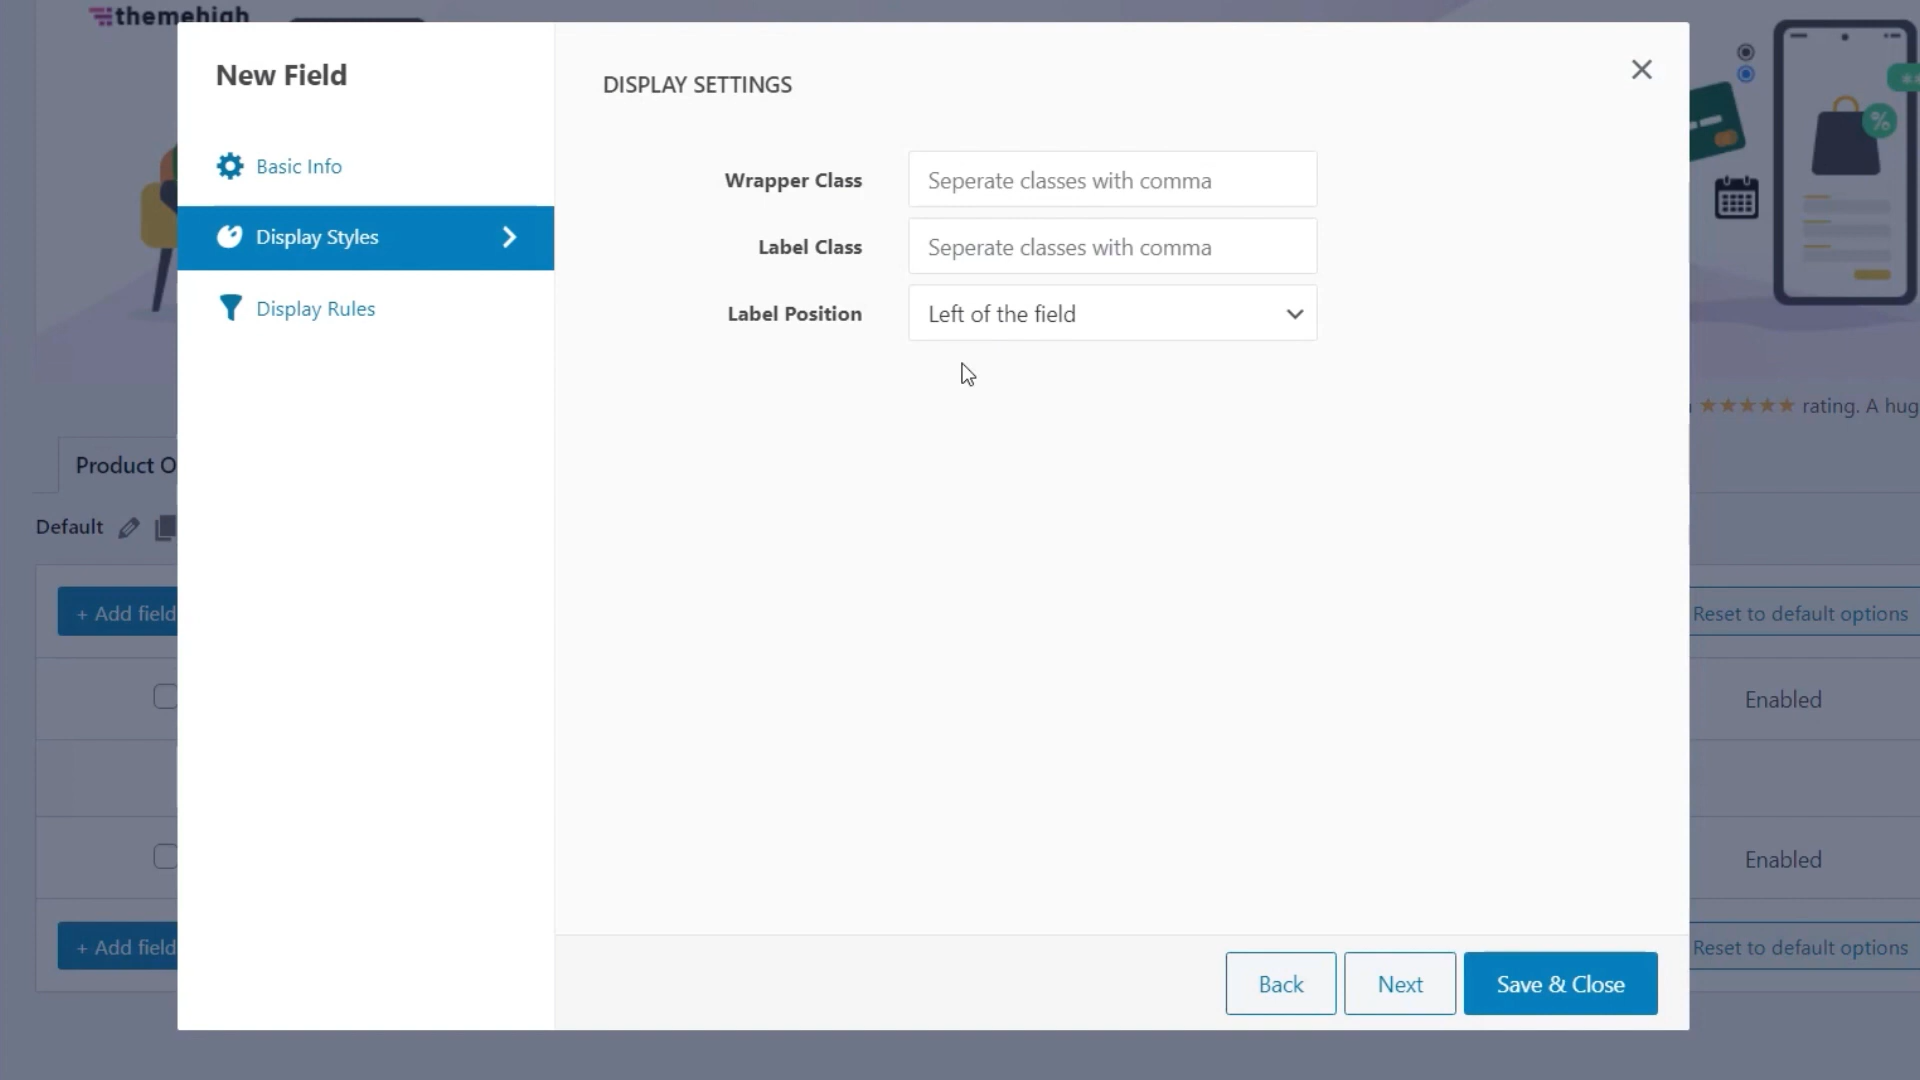 themehigh
New Field
Basic Info
Display Styles
Display Rules
DISPLAY SETTINGS
Wrapper Class
Seperate classes with comma
Label Class
Seperate classes with comma
Label Position
Left of the field
%
rating. A hug
Product O
Default
+ Add field
Reset to default options
Enabled
Enabled
+ Add field
Reset to default options
Back
Next
Save & Close